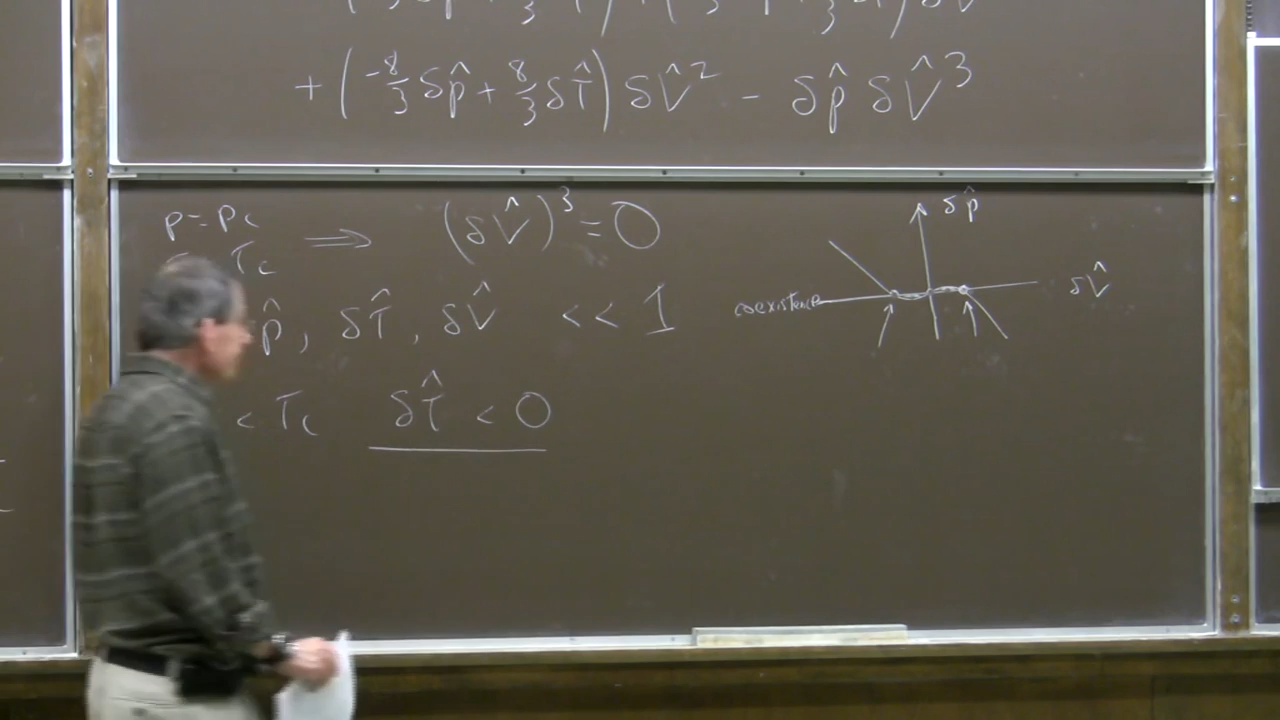 + (-8/3 δp̂ + 8/3 δT̂) δV̂² - δp̂ δV̂³
p = pc
Tc ⟹ (δV̂)³ = 0
p̂, δT̂, δV̂ << 1
< Tc δT̂ < 0
δp̂
δV̂
coexistence